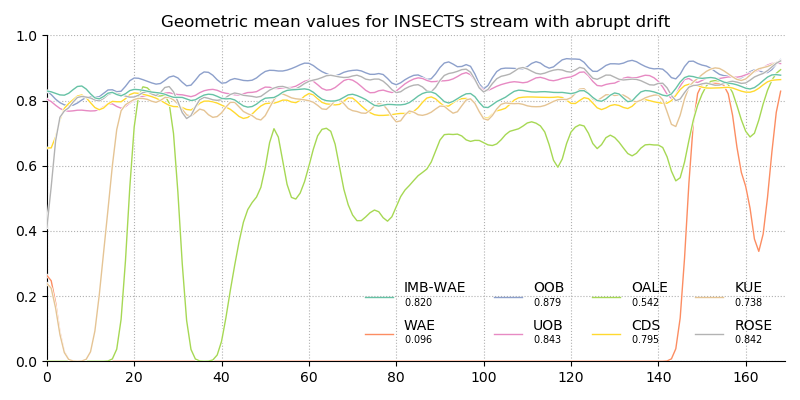 Geometric mean values for INSECTS stream with abrupt drift
1.0
0.8
0.6
0.4
0.2
0.0
IMB-WAE OOB OALE KUE
0.820 0.879 0.542 0.738
WAE UOB CDS ROSE
0.096 0.843 0.795 0.842
0 20 40 60 80 100 120 140 160